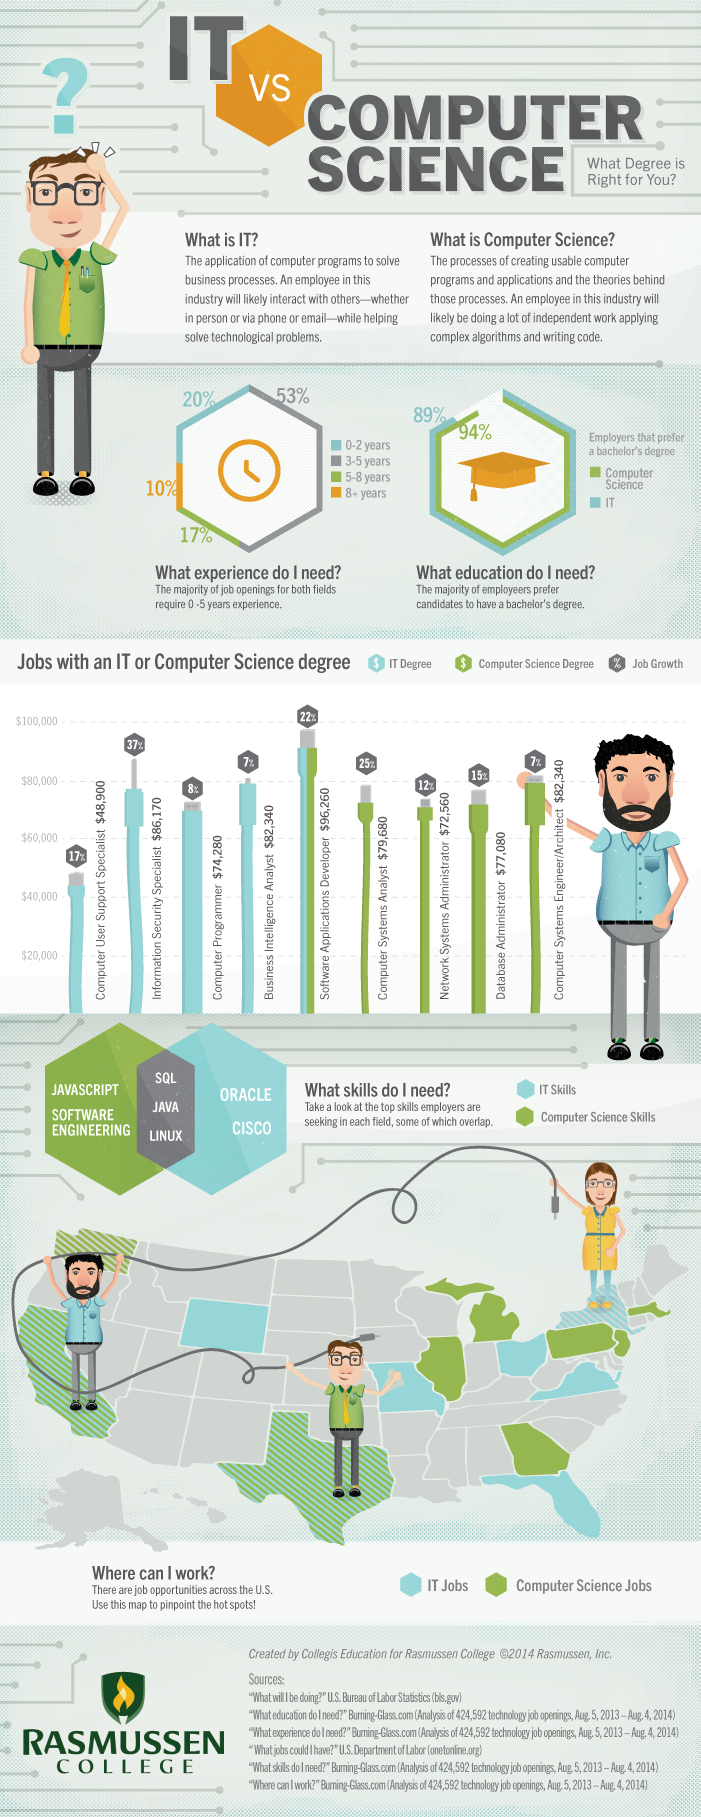 ?
IT
VS
COMPUTER
SCIENCE
What Degree is
Right for You?
What is IT?
The application of computer programs to solve
business processes. An employee in this
industry will likely interact with others—whether
in person or via phone or email—while helping
solve technological problems.
What is Computer Science?
The processes of creating usable computer
programs and applications and the theories behind
those processes. An employee in this industry will
likely be doing a lot of independent work applying
complex algorithms and writing code.
20%
53%
10%
17%
0-2 years
3-5 years
5-8 years
8+ years
What experience do I need?
The majority of job openings for both fields
require 0 -5 years experience.
89%
94%
Employers that prefer
a bachelor's degree
Computer
Science
IT
What education do I need?
The majority of employeers prefer
candidates to have a bachelor's degree.
Jobs with an IT or Computer Science degree
$ IT Degree
$ Computer Science Degree
% Job Growth
$100,000
$80,000
$60,000
$40,000
$20,000
17%
Computer User Support Specialist $48,900
37%
Information Security Specialist $86,170
8%
Computer Programmer $74,280
7%
Business Intelligence Analyst $82,340
22%
Software Applications Developer $96,260
25%
Computer Systems Analyst $79,680
12%
Network Systems Administrator $72,560
15%
Database Administrator $77,080
7%
Computer Systems Engineer/Architect $82,340
JAVASCRIPT
SOFTWARE
ENGINEERING
SQL
JAVA
LINUX
ORACLE
CISCO
What skills do I need?
Take a look at the top skills employers are
seeking in each field, some of which overlap.
IT Skills
Computer Science Skills
Where can I work?
There are job opportunities across the U.S.
Use this map to pinpoint the hot spots!
IT Jobs
Computer Science Jobs
RASMUSSEN
COLLEGE
Created by Collegis Education for Rasmussen College ©2014 Rasmussen, Inc.
Sources:
"What will I be doing?" U.S. Bureau of Labor Statistics (bls.gov)
"What education do I need?" Burning-Glass.com (Analysis of 424,592 technology job openings, Aug. 5, 2013 – Aug. 4, 2014)
"What experience do I need?" Burning-Glass.com (Analysis of 424,592 technology job openings, Aug. 5, 2013 – Aug. 4, 2014)
" What jobs could I have?" U.S. Department of Labor (onetonline.org)
"What skills do I need?" Burning-Glass.com (Analysis of 424,592 technology job openings, Aug. 5, 2013 – Aug. 4, 2014)
"Where can I work?" Burning-Glass.com (Analysis of 424,592 technology job openings, Aug. 5, 2013 – Aug. 4, 2014)